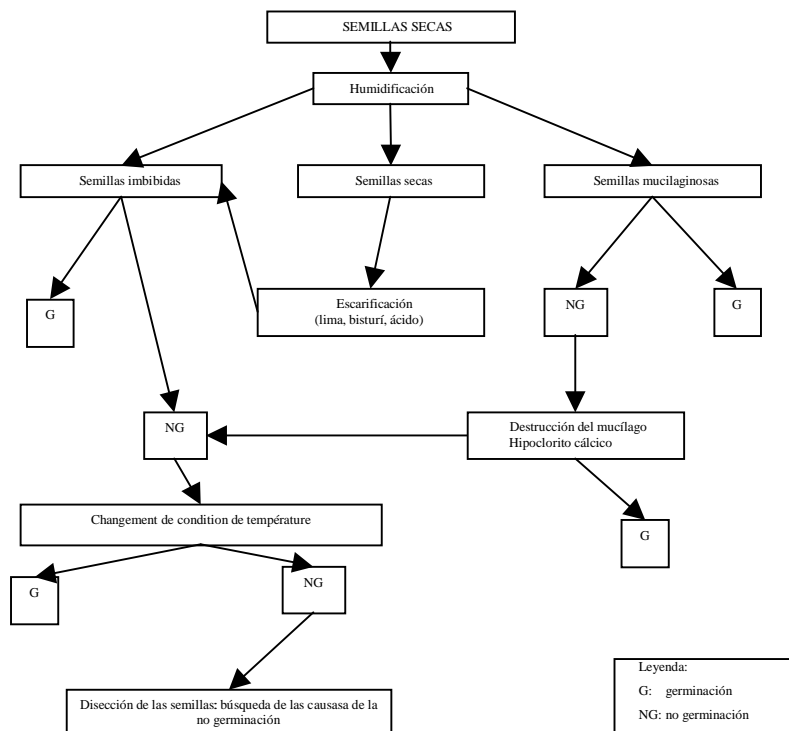 SEMILLAS SECAS
Humidificación
Semillas imbibidas
Semillas secas
Semillas mucilaginosas
G
Escarificación
(lima, bisturí, ácido)
NG
G
NG
Destrucción del mucílago
Hipoclorito cálcico
Changement de condition de température
G
G
NG
Disección de las semillas: búsqueda de las causasa de la
no germinación
Leyenda:
G: germinación
NG: no germinación